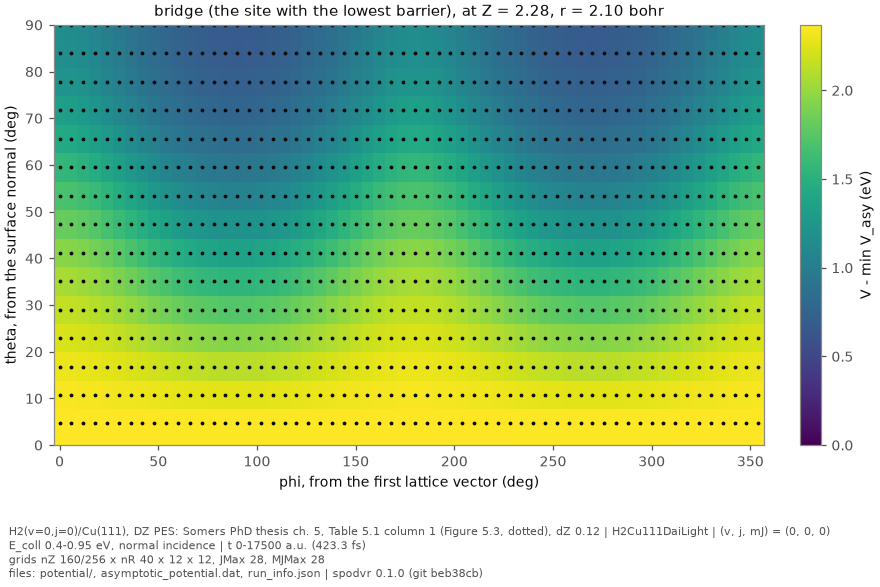 bridge (the site with the lowest barrier), at Z = 2.28, r = 2.10 bohr
90
80
70
60
50
40
30
20
10
0
theta, from the surface normal (deg)
0 50 100 150 200 250 300 350
phi, from the first lattice vector (deg)
2.0
1.5
1.0
0.5
0.0
V - min V_asy (eV)
H2(v=0,j=0)/Cu(111), DZ PES: Somers PhD thesis ch. 5, Table 5.1 column 1 (Figure 5.3, dotted), dZ 0.12 | H2Cu111DaiLight | (v, j, mJ) = (0, 0, 0)
E_coll 0.4-0.95 eV, normal incidence | t 0-17500 a.u. (423.3 fs)
grids nZ 160/256 x nR 40 x 12 x 12, JMax 28, MJMax 28
files: potential/, asymptotic_potential.dat, run_info.json | spodvr 0.1.0 (git beb38cb)